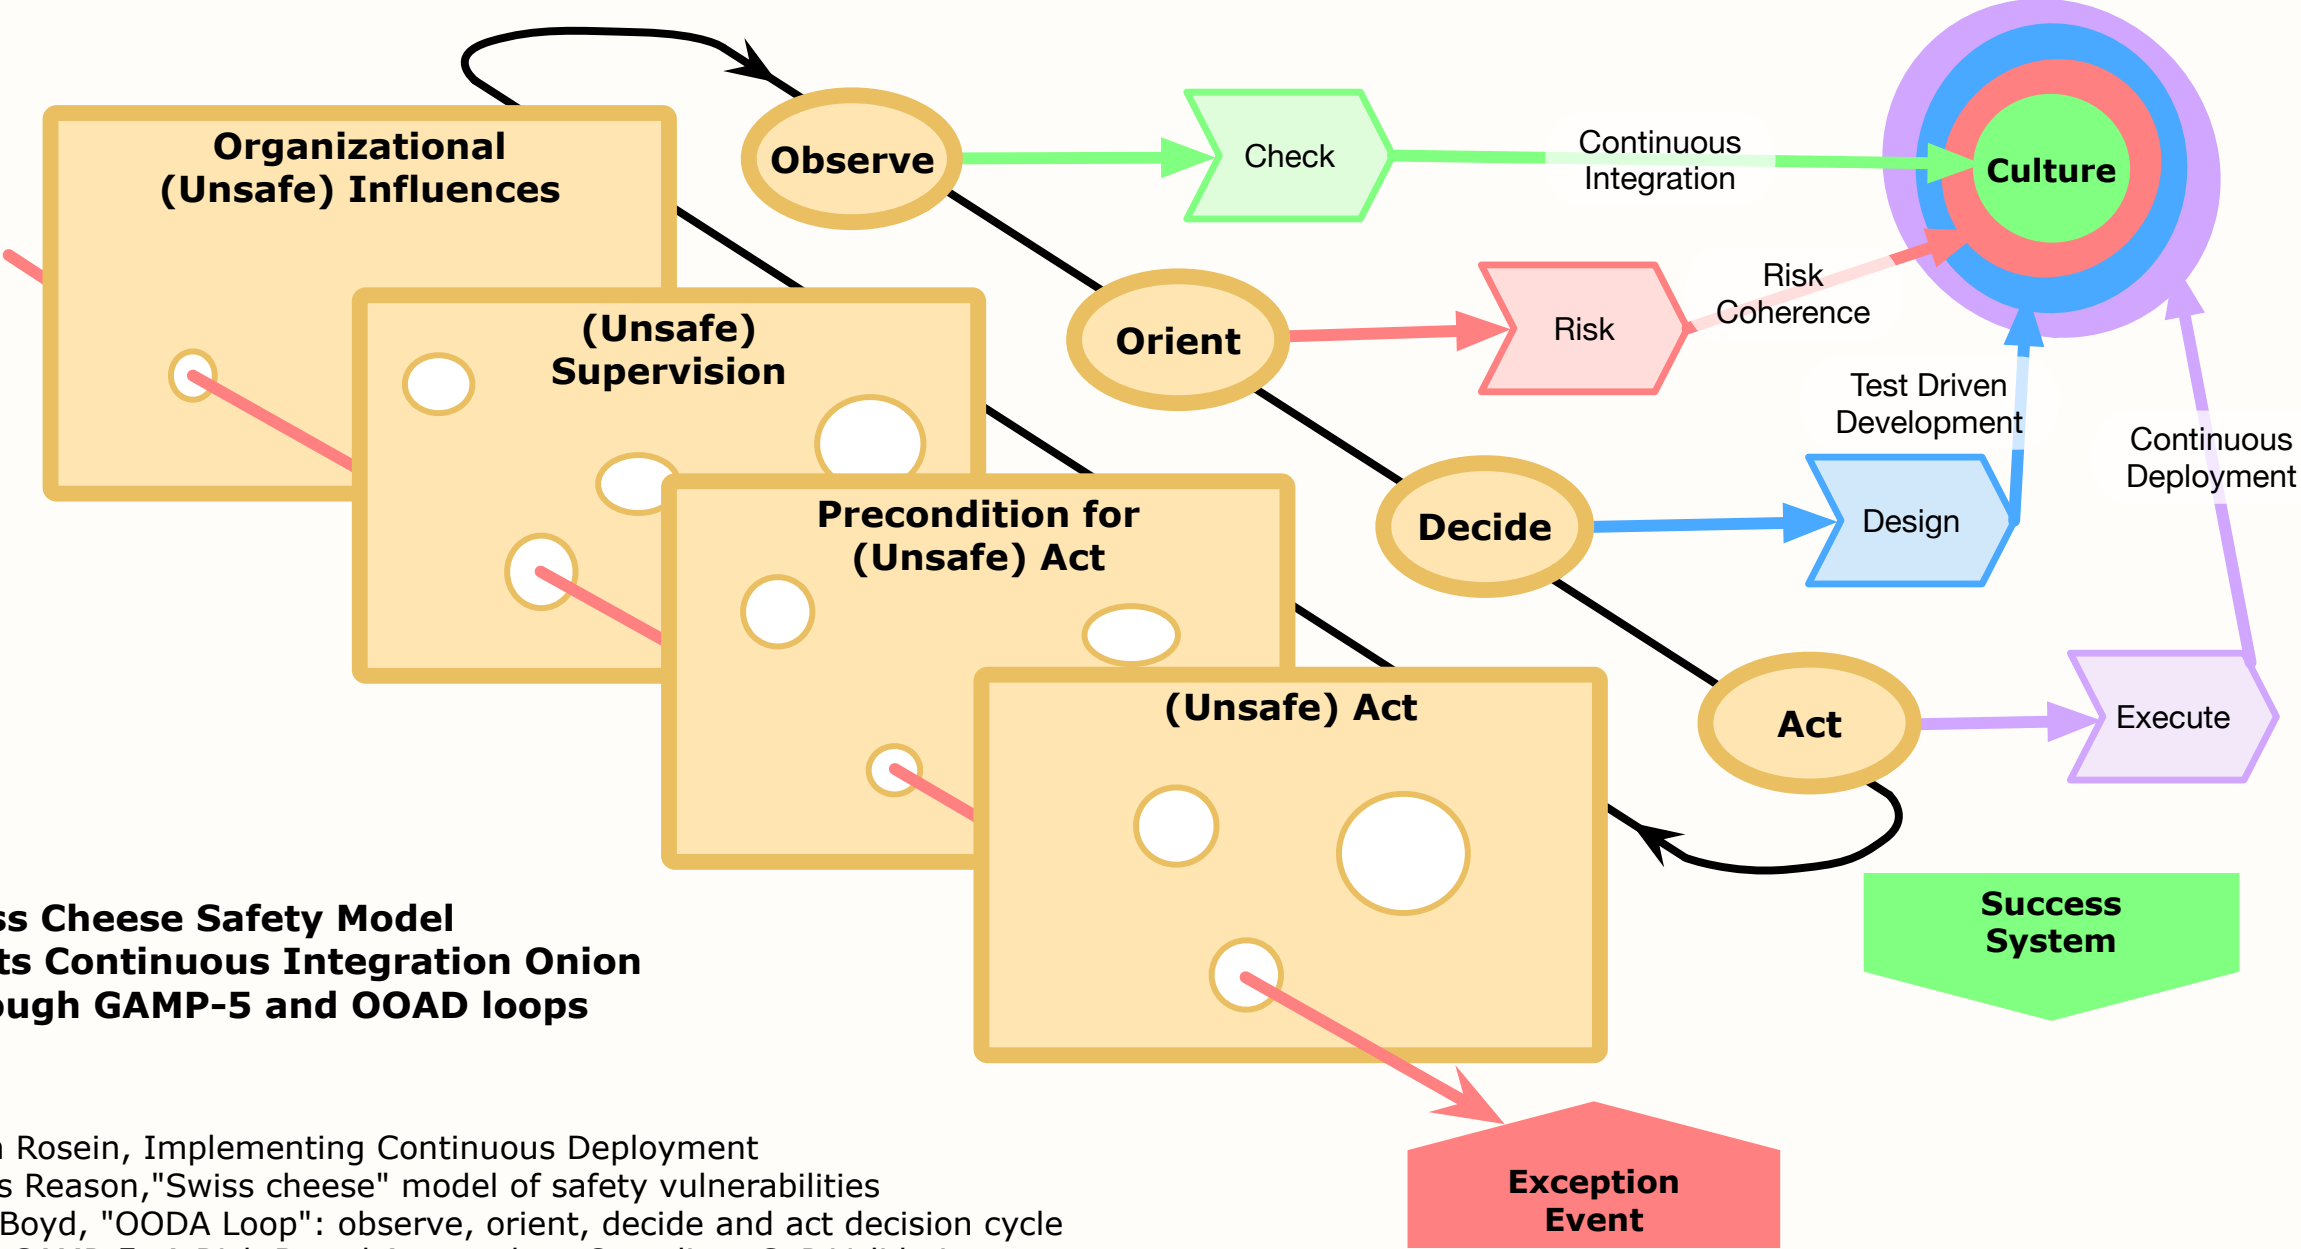 Organizational
(Unsafe) Influences
(Unsafe)
Supervision
Precondition for
(Unsafe) Act
(Unsafe) Act
Observe
Orient
Decide
Act
Check
Risk
Design
Execute
Continuous
Integration
Risk
Coherence
Test Driven
Development
Continuous
Deployment
Culture
Success
System
Exception
Event
Cheese Safety Model
Continuous Integration Onion
GAMP-5 and OOAD loops
Rosein, Implementing Continuous Deployment
Reason,"Swiss cheese" model of safety vulnerabilities
Boyd, "OODA Loop": observe, orient, decide and act decision cycle